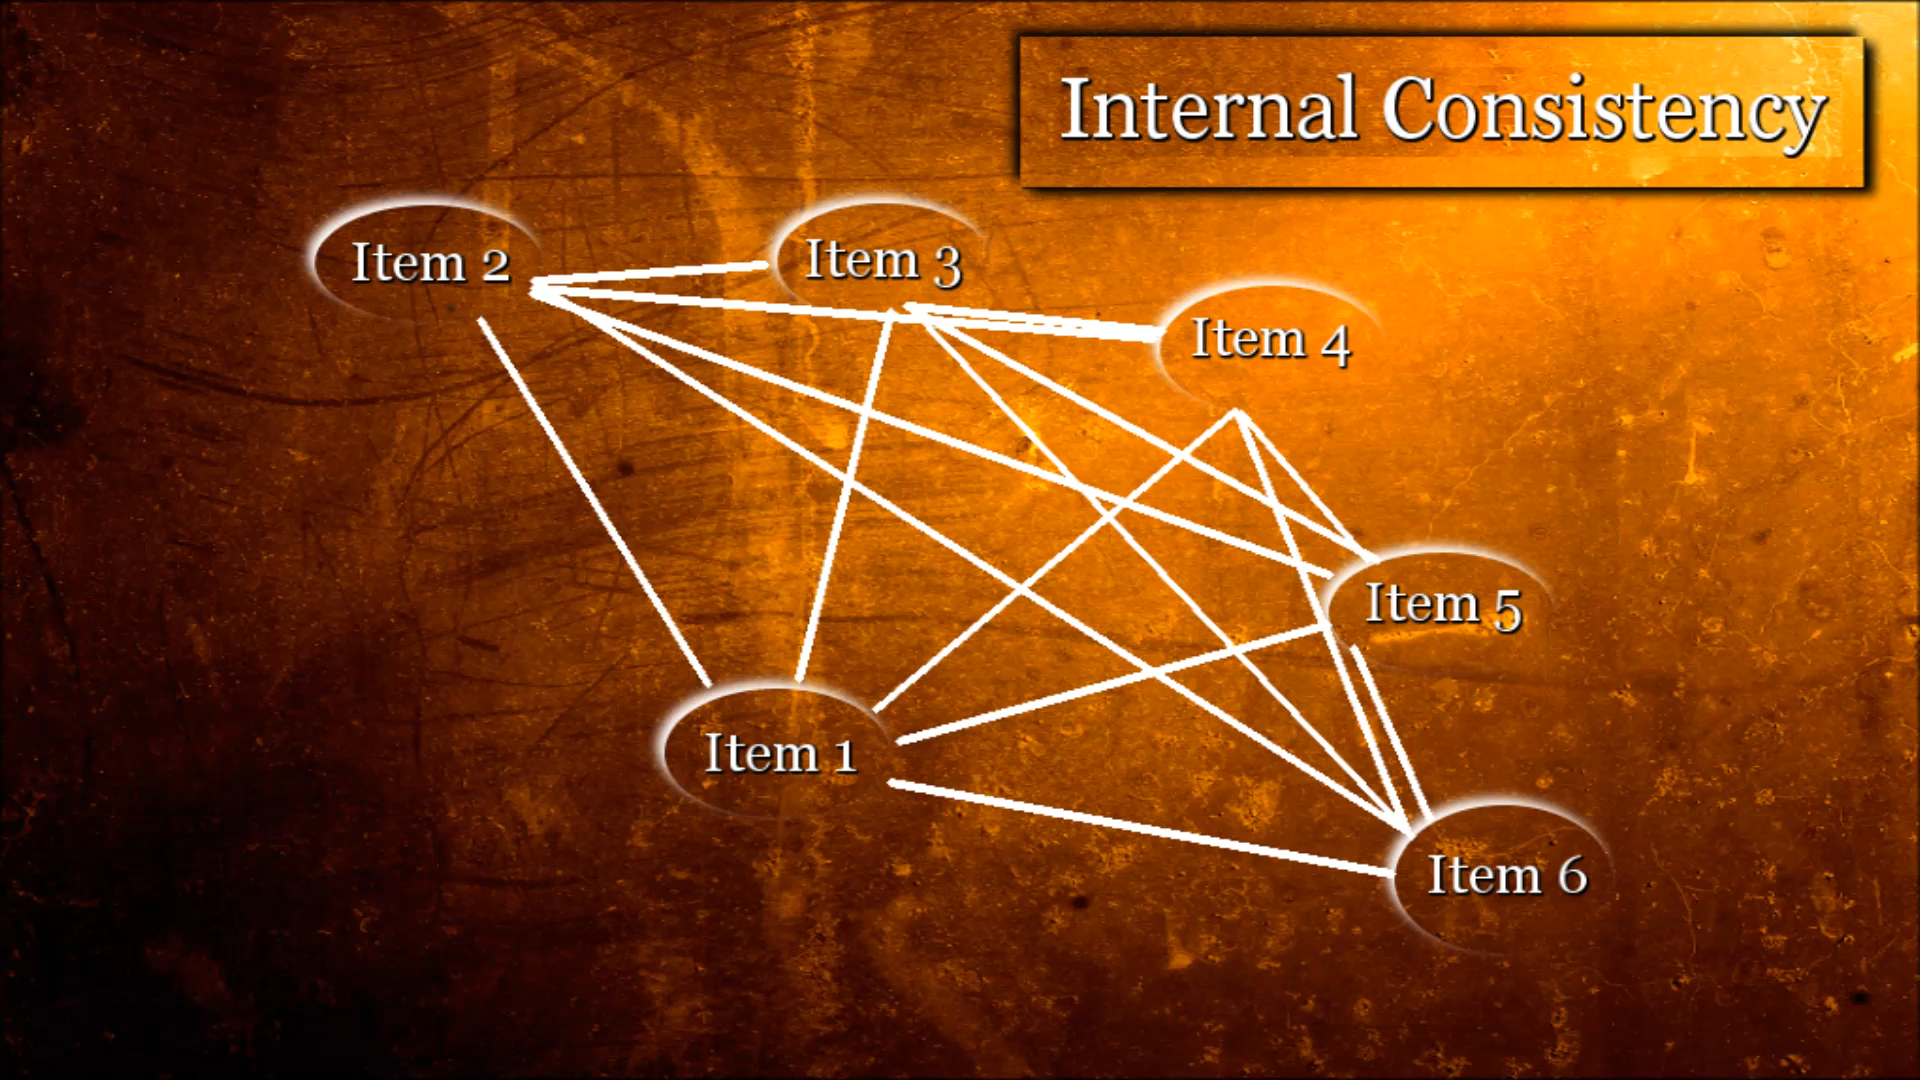 Internal Consistency
Item 2
Item 3
Item 4
Item 5
Item 1
Item 6